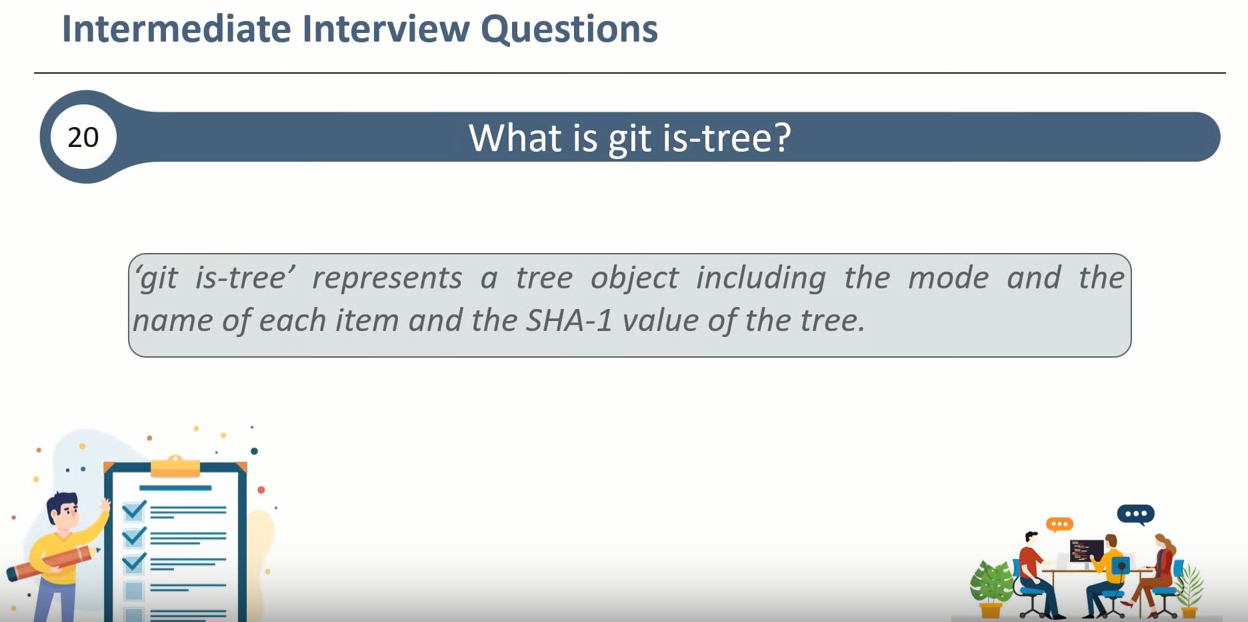 Intermediate Interview Questions
20
What is git is-tree?
‘git is-tree’ represents a tree object including the mode and the
name of each item and the SHA-1 value of the tree.